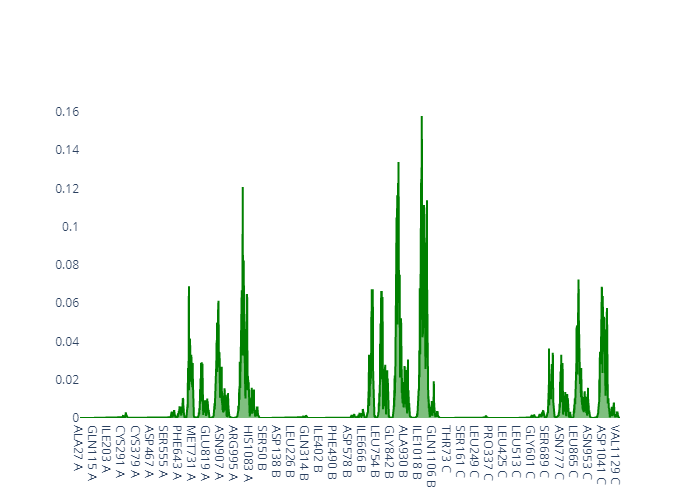 0.16
0.14
0.12
0.1
0.08
0.06
0.04
0.02
0
ALA27 A
GLN115 A
ILE203 A
CYS291 A
CYS379 A
ASP467 A
SER555 A
PHE643 A
MET731 A
GLU819 A
ASN907 A
ARG995 A
HIS1083 A
SER50 B
ASP138 B
LEU226 B
GLN314 B
ILE402 B
PHE490 B
ASP578 B
ILE666 B
LEU754 B
GLY842 B
ALA930 B
ILE1018 B
GLN1106 B
THR73 C
SER161 C
LEU249 C
PRO337 C
LEU425 C
LEU513 C
GLY601 C
SER689 C
ASN777 C
LEU865 C
ASN953 C
ASP1041 C
VAL1129 C